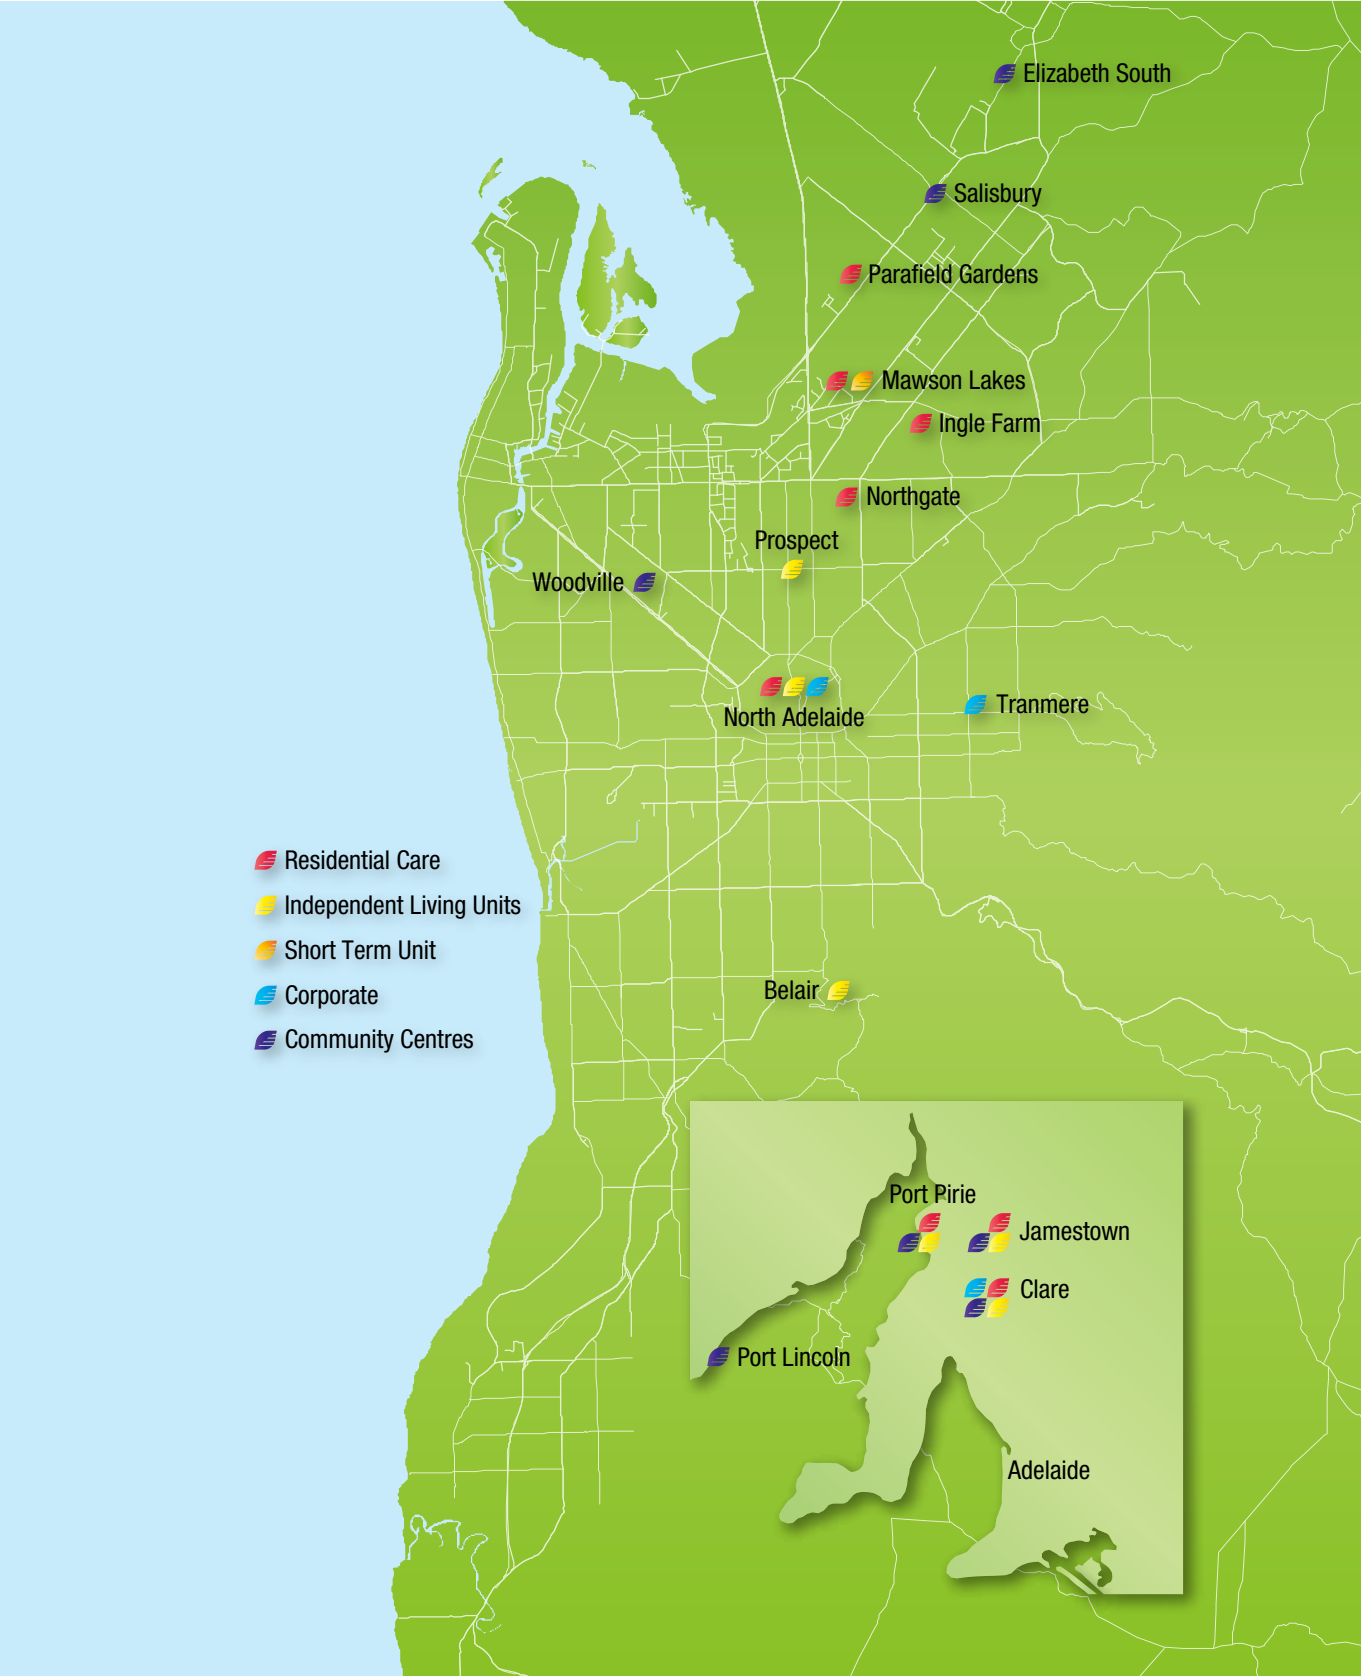 Elizabeth South
Salisbury
Parafield Gardens
Mawson Lakes
Ingle Farm
Northgate
Prospect
Woodville
North Adelaide
Tranmere
Residential Care
Independent Living Units
Short Term Unit
Corporate
Community Centres
Belair
Port Pirie
Jamestown
Clare
Port Lincoln
Adelaide